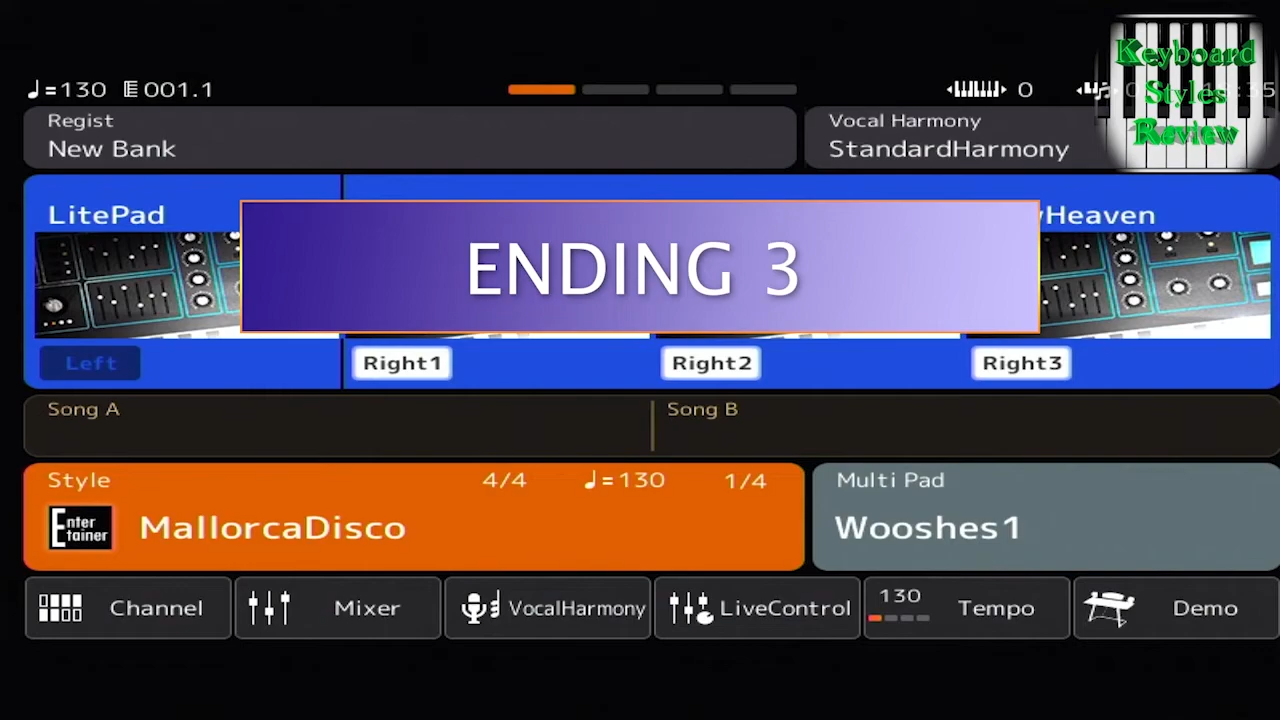 ♩=130 001.1
0
35
Keyboard
Styles
Review
Regist
New Bank
Vocal Harmony
StandardHarmony
LitePad
Heaven
ENDING 3
Left
Right1
Right2
Right3
Song A
Song B
Style
4/4
♩=130
1/4
Enter
tainer
MallorcaDisco
Multi Pad
Wooshes1
Channel
Mixer
VocalHarmony
LiveControl
130
Tempo
Demo